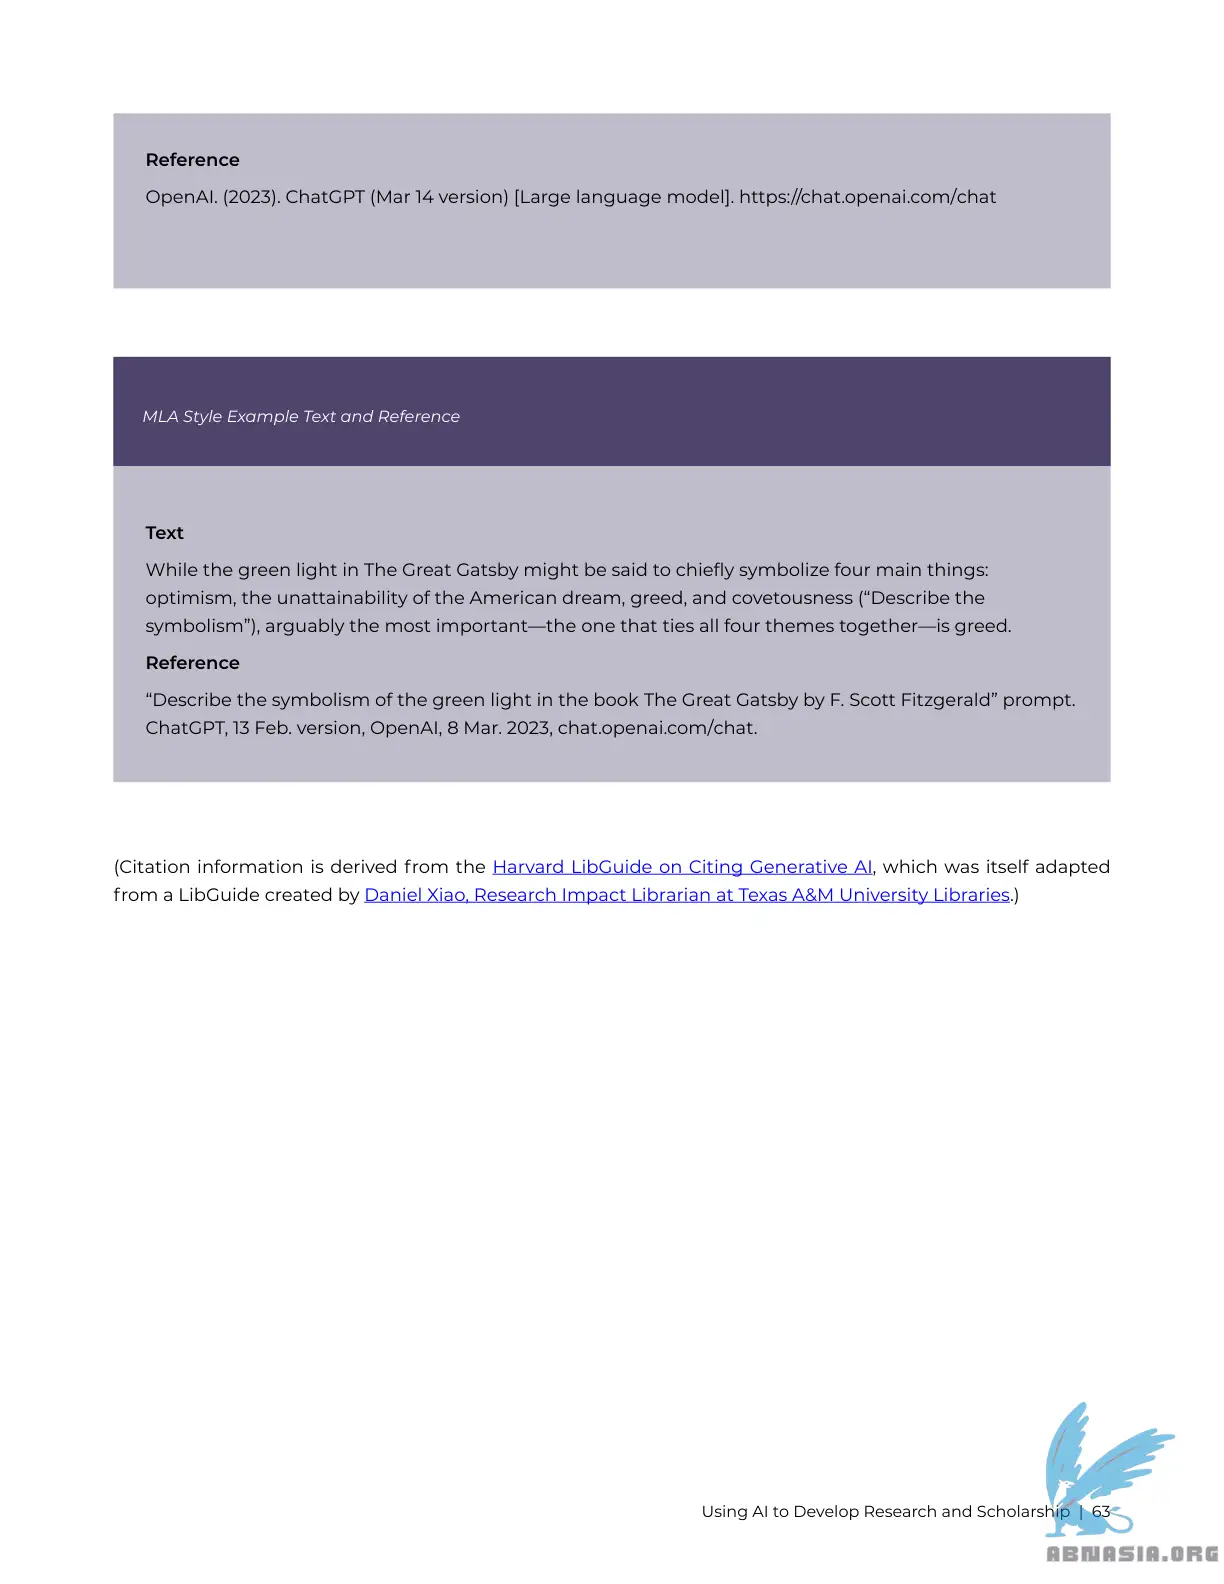 Reference
OpenAI. (2023). ChatGPT (Mar 14 version) [Large language model]. https://chat.openai.com/chat
MLA Style Example Text and Reference
Text
While the green light in The Great Gatsby might be said to chiefly symbolize four main things:
optimism, the unattainability of the American dream, greed, and covetousness (“Describe the
symbolism”), arguably the most important—the one that ties all four themes together—is greed.
Reference
“Describe the symbolism of the green light in the book The Great Gatsby by F. Scott Fitzgerald” prompt.
ChatGPT, 13 Feb. version, OpenAI, 8 Mar. 2023, chat.openai.com/chat.
(Citation information is derived from the Harvard LibGuide on Citing Generative AI, which was itself adapted
from a LibGuide created by Daniel Xiao, Research Impact Librarian at Texas A&M University Libraries.)
Using AI to Develop Research and Scholarship | 63
ABNASIA.ORG